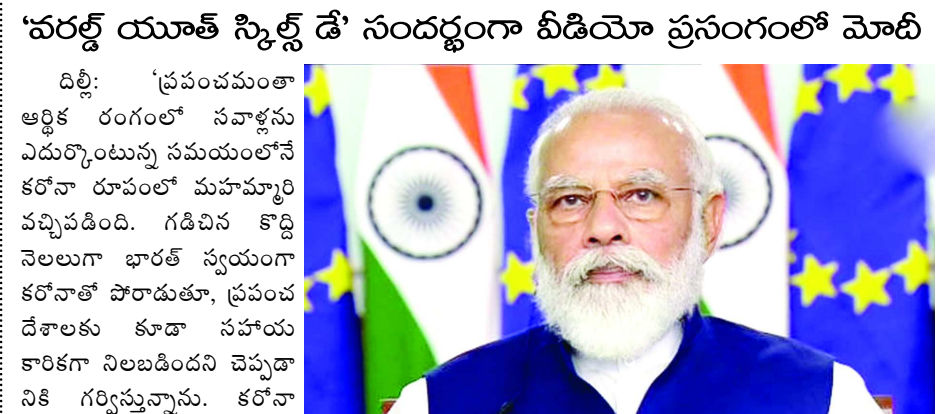 ‘వరల్డ్ యూత్ స్కిల్స్ డే’ సందర్భంగా వీడియో ప్రసంగంలో మోదీ
దిల్లీ: ‘ప్రపంచమంతా
ఆర్థిక రంగంలో సవాళ్లను
ఎదుర్కొంటున్న సమయంలోనే
కరోనా రూపంలో మహమ్మారి
వచ్చిపడింది. గడిచిన కొద్ది
నెలలుగా భారత్ స్వయంగా
కరోనాతో పోరాడుతూ, ప్రపంచ
దేశాలకు కూడా సహాయ
కారికగా నిలబడిందని చెప్పడా
నికి గర్విస్తున్నాను. కరోనా